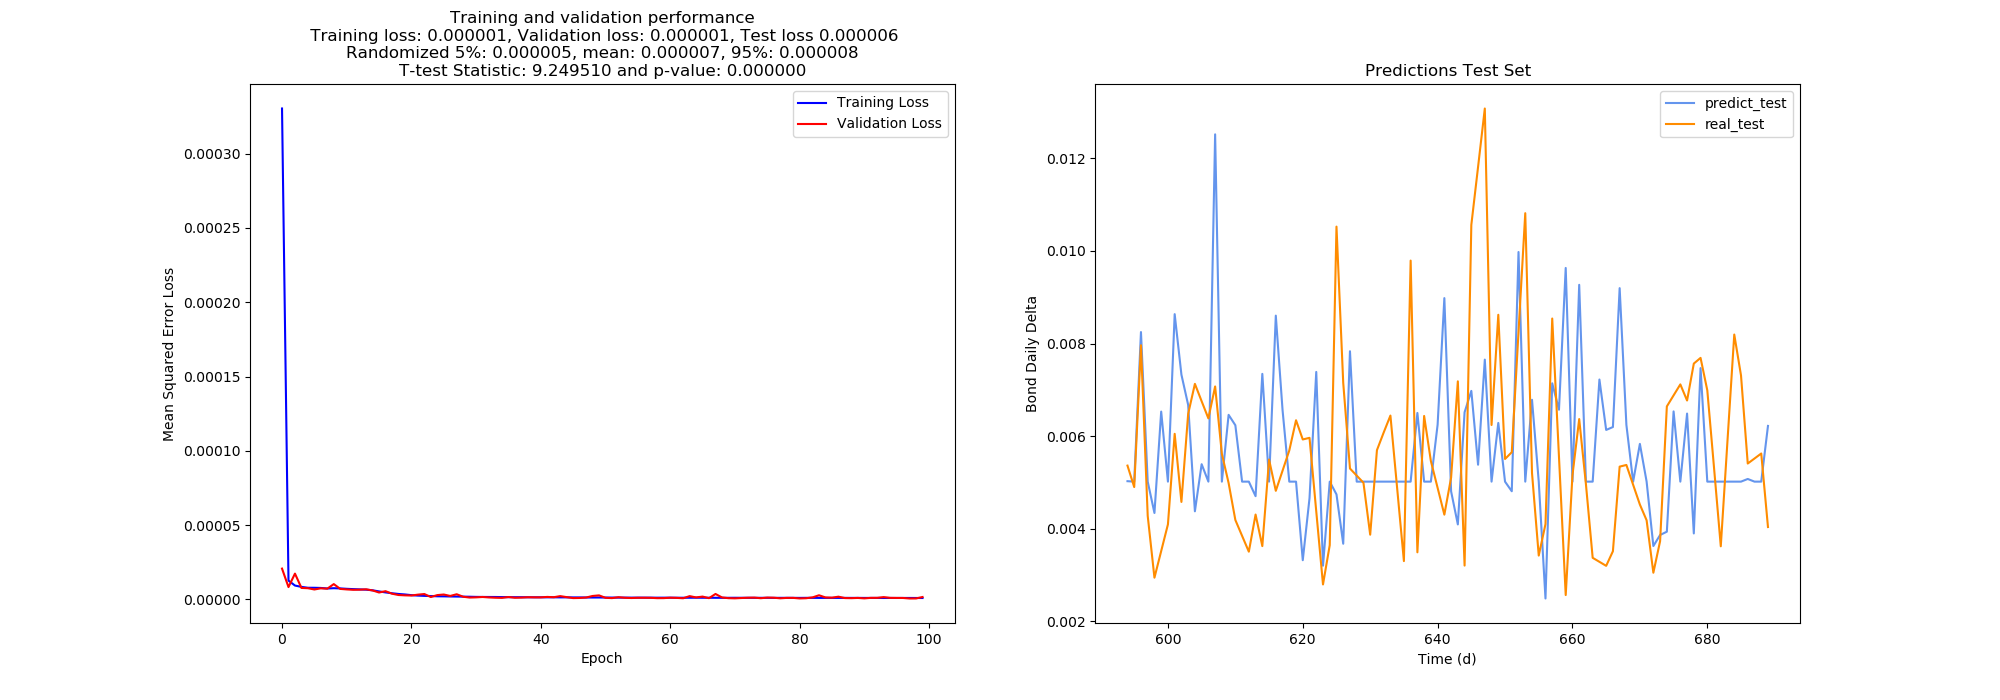 Training and validation performance
Training loss: 0.000001, Validation loss: 0.000001, Test loss 0.000006
Randomized 5%: 0.000005, mean: 0.000007, 95%: 0.000008
T-test Statistic: 9.249510 and p-value: 0.000000
Training Loss
Validation Loss
Mean Squared Error Loss
0.00030
0.00025
0.00020
0.00015
0.00010
0.00005
0.00000
0 20 40 60 80 100
Epoch
Predictions Test Set
predict_test
real_test
Bond Daily Delta
0.012
0.010
0.008
0.006
0.004
0.002
600 620 640 660 680
Time (d)